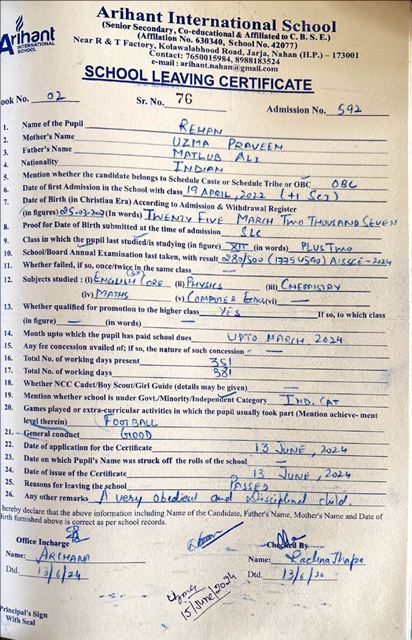 Arihant International School
(Senior Secondary, Co-educational & Affiliated to C. B. S. E.)
(Affiliation No. 630340, School No. 42077)
Near R & T Factory, Kolawalabhood Road, Jarja, Nahan (H.P.) – 173001
Contact: 7650015984, 8988183524
e-mail : arihant.nahan@gmail.com
Arihant
INTERNATIONAL
SCHOOL
SCHOOL LEAVING CERTIFICATE
ook No. 02 Sr. No. 76 Admission No. 592
1. Name of the Pupil REHAN
2. Mother's Name UZMA PRAVEEN
3. Father's Name MATLUB ALI
4. Nationality INDIAN
5. Mention whether the candidate belongs to Schedule Caste or Schedule Tribe or OBC OBC
6. Date of first Admission in the School with class 19 APRIL, 2022 (+1 SCI)
7. Date of Birth (in Christian Era) According to Admission & Withdrawal Register
(in figures) 25.03.2007 (in Words) TWENTY FIVE MARCH TWO THOUSAND SEVEN
8. Proof for Date of Birth submitted at the time of admission SLC
9. Class in which the pupil last studied/is studying (in figure) XII (in words) PLUS TWO
10. School/Board Annual Examination last taken, with result 280/500 (17754590) AISSCE-2024
11. Whether failed, if so, once/twice in the same class —
12. Subjects studied : (i) ENGLISH CORE (ii) PHYSICS (iii) CHEMISTRY
(iv) MATHS (v) COMPUTER (vi) —
13. Whether qualified for promotion to the higher class YES If so, to which class
(in figure) — (in words) —
14. Month upto which the pupil has paid school dues UPTO MARCH, 2024
15. Any fee concession availed of; if so, the nature of such concession —
16. Total No. of working days present 351
17. Total No. of working days 381
18. Whether NCC Cadet/Boy Scout/Girl Guide (details may be given) —
19. Mention whether school is under Govt./Minority/Independent Category IND. CAT
20. Games played or extra-curricular activities in which the pupil usually took part (Mention achieve- ment
level therein) FOOTBALL
21. General conduct GOOD
22. Date of application for the Certificate 13 JUNE, 2024
23. Date on which Pupil's Name was struck off the rolls of the school —
24. Date of issue of the Certificate 13 JUNE, 2024
25. Reasons for leaving the school PASSED
26. Any other remarks A very obedient and Disciplined child.
hereby declare that the above information including Name of the Candidate, Father's Name, Mother's Name and Date of
Birth furnished above is correct as per school records.
Office Incharge Checked By
Name: ARCHANA Name: Rachna Thapa
Dtd. 13/6/24 Dtd. 13/6/24
Uzma
15/June/2024
Principal's Sign
With Seal